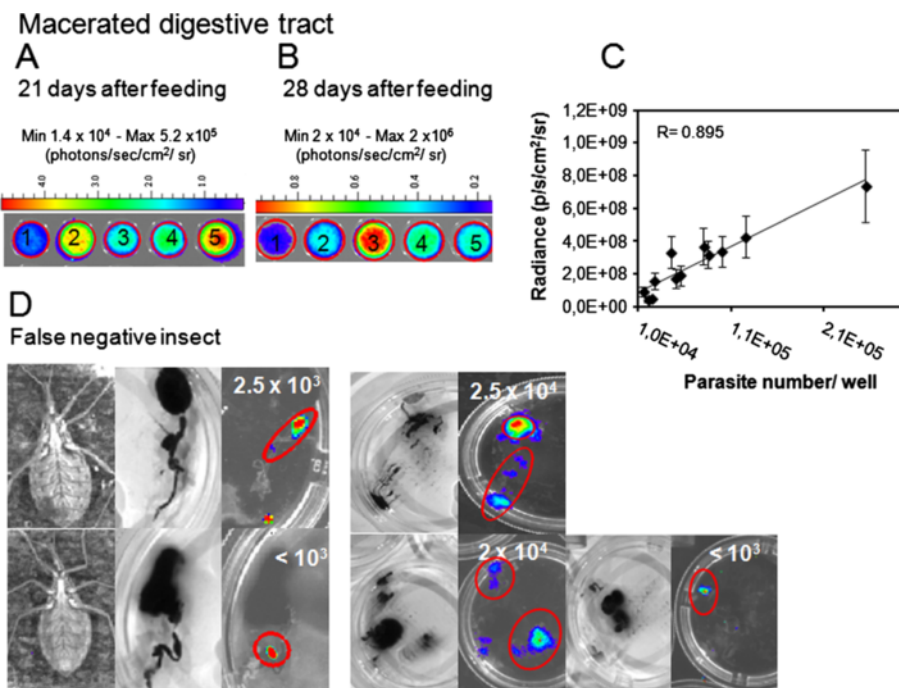 Macerated digestive tract
A
21 days after feeding
Min 1.4 x 10⁴ - Max 5.2 x10⁵
(photons/sec/cm²/ sr)
4.0 3.0 2.0 1.0
1 2 3 4 5
B
28 days after feeding
Min 2 x 10⁴ - Max 2 x10⁶
(photons/sec/cm²/ sr)
0.8 0.6 0.4 0.2
1 2 3 4 5
C
R= 0.895
Radiance (p/s/cm²/sr)
1,2E+09
1,0E+09
8,0E+08
6,0E+08
4,0E+08
2,0E+08
0,0E+00
1,0E+04 1,1E+05 2,1E+05
Parasite number/ well
D
False negative insect
2.5 x 10³
2.5 x 10⁴
< 10³
2 x 10⁴
≤ 10³